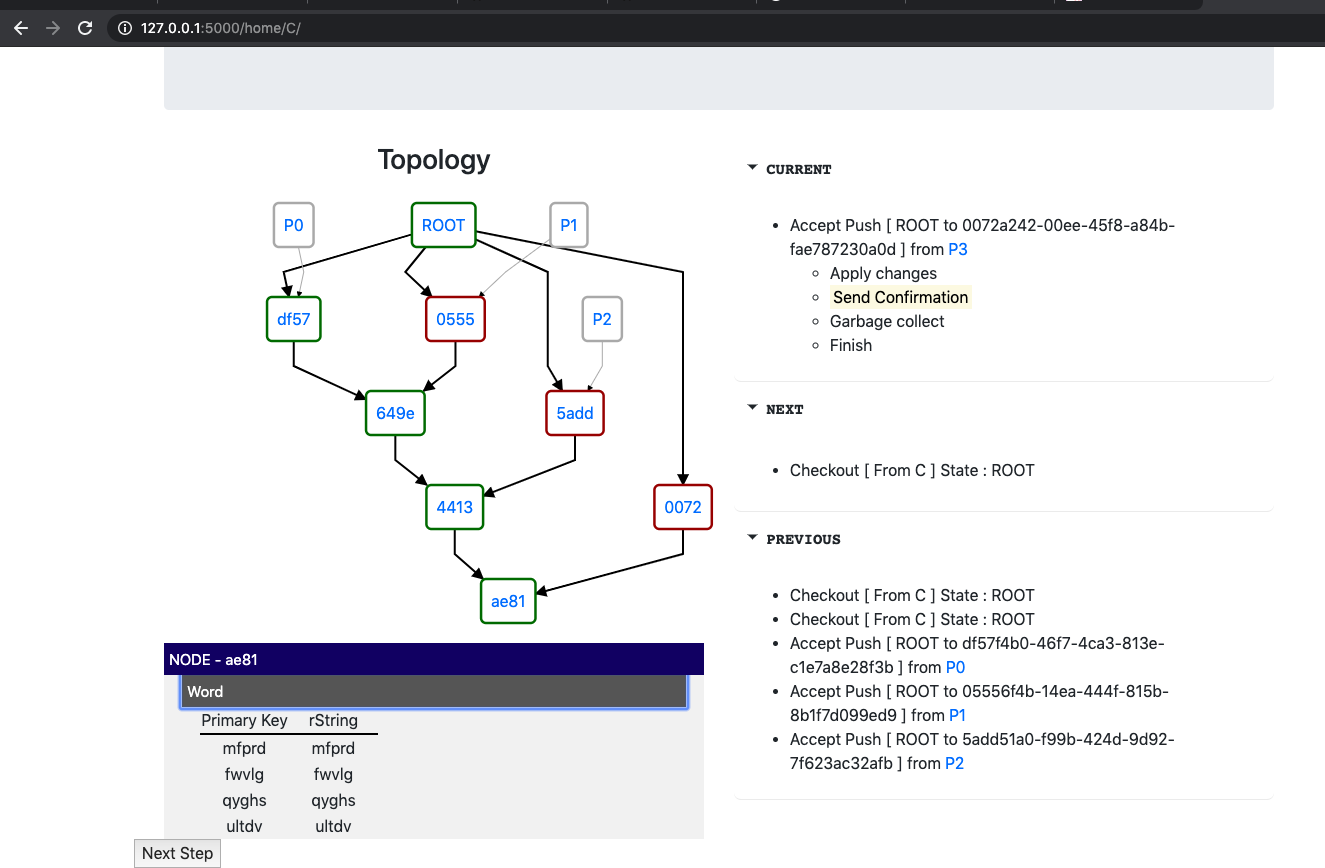 127.0.0.1:5000/home/C/
Topology
P0
ROOT
P1
df57
0555
P2
649e
5add
4413
0072
ae81
NODE - ae81
Word
Primary Key rString
mfprd mfprd
fwvlg fwvlg
qyghs qyghs
ultdv ultdv
Next Step
CURRENT
Accept Push [ ROOT to 0072a242-00ee-45f8-a84b-
fae787230a0d ] from P3
Apply changes
Send Confirmation
Garbage collect
Finish
NEXT
Checkout [ From C ] State : ROOT
PREVIOUS
Checkout [ From C ] State : ROOT
Checkout [ From C ] State : ROOT
Accept Push [ ROOT to df57f4b0-46f7-4ca3-813e-
c1e7a8e28f3b ] from P0
Accept Push [ ROOT to 05556f4b-14ea-444f-815b-
8b1f7d099ed9 ] from P1
Accept Push [ ROOT to 5add51a0-f99b-424d-9d92-
7f623ac32afb ] from P2